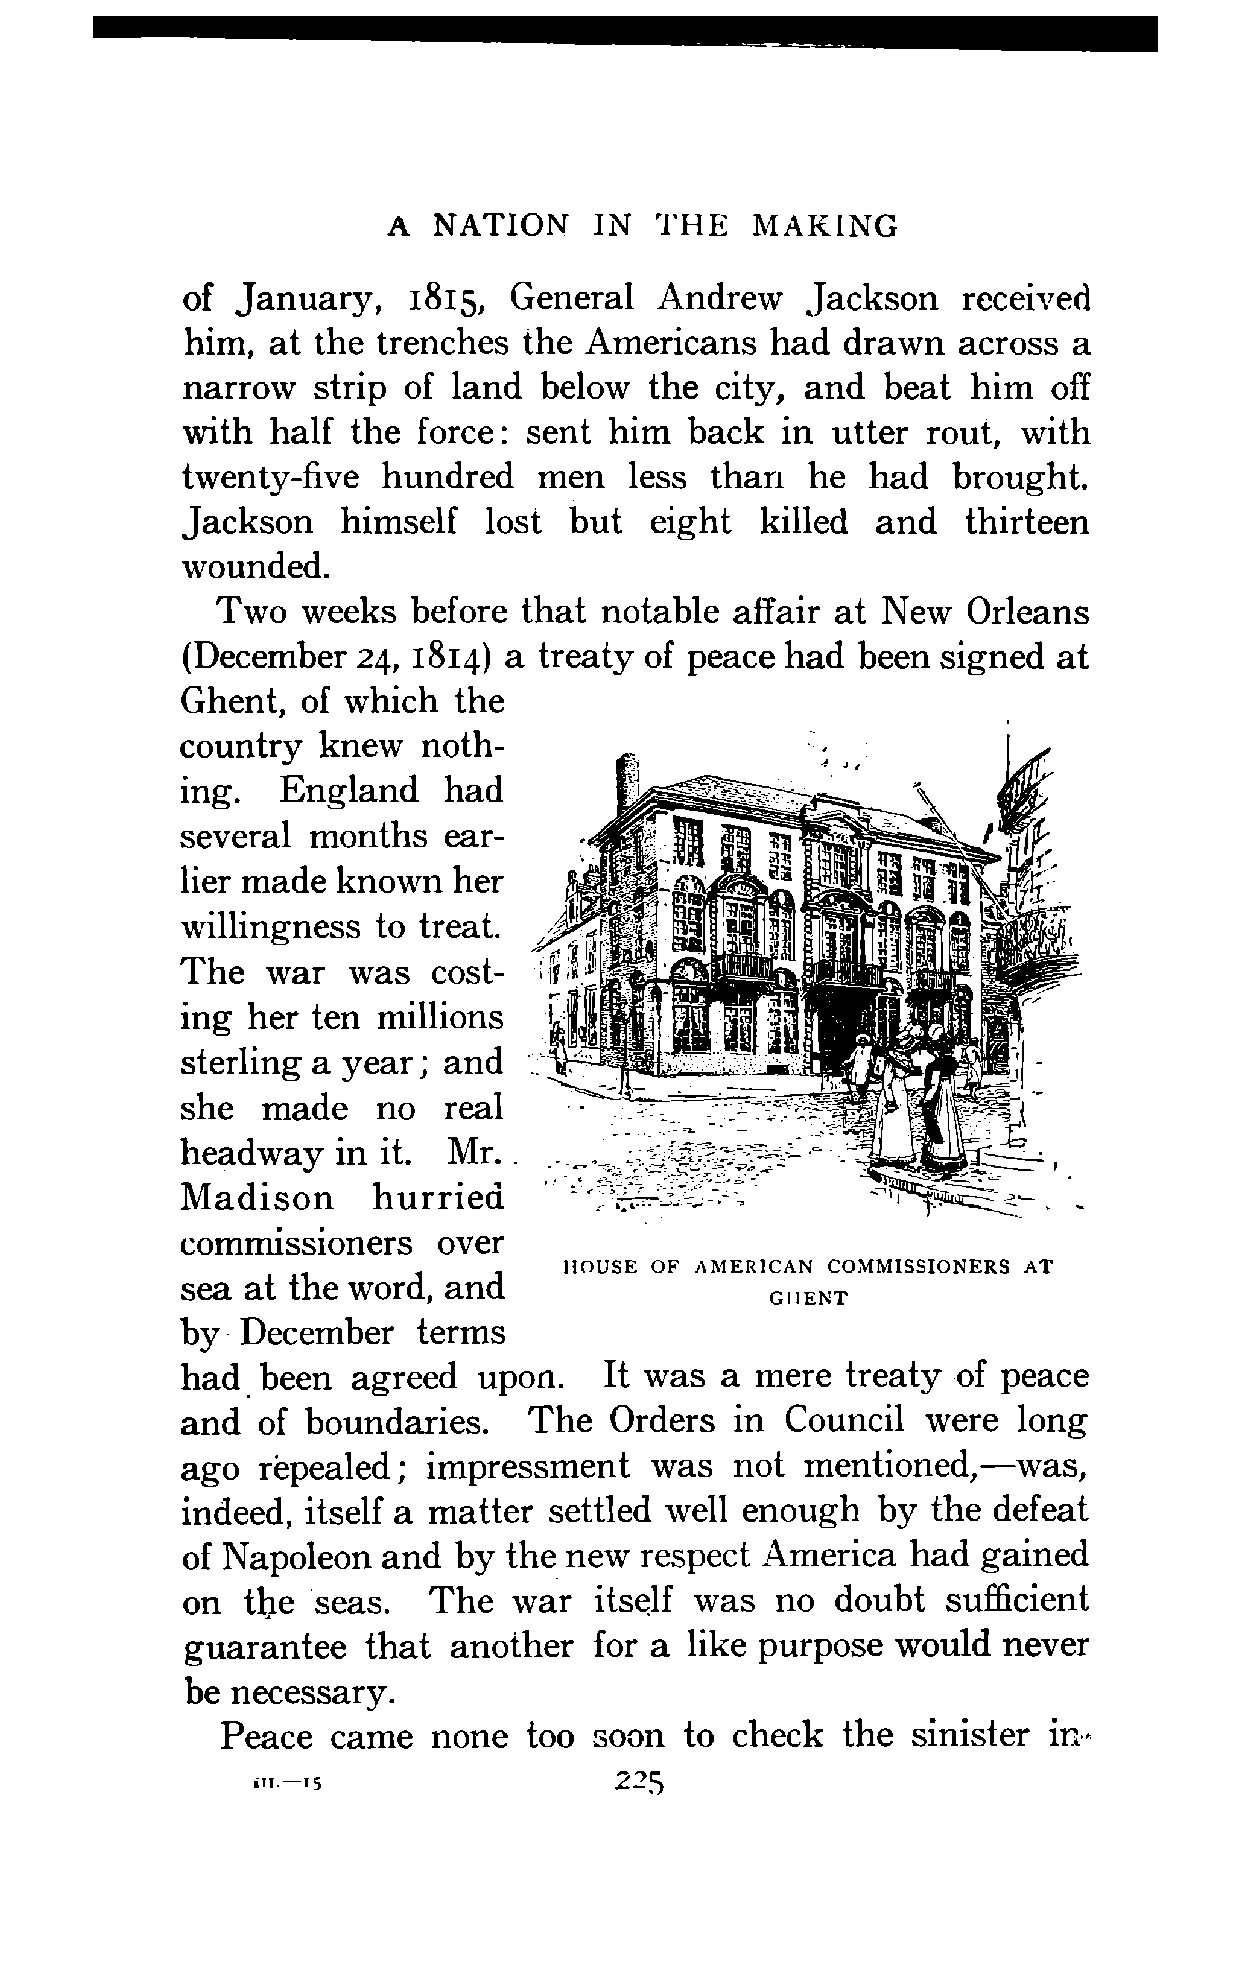 A NATION IN THE MAKING
of January, 1815, General Andrew Jackson received
him, at the trenches the Americans had drawn across a
narrow strip of land below the city, and beat him off
with half the force: sent him back in utter rout, with
twenty-five hundred men less than he had brought.
Jackson himself lost but eight killed and thirteen
wounded.
Two weeks before that notable affair at New Orleans
(December 24, 1814) a treaty of peace had been signed at
Ghent, of which the
country knew noth-
ing. England had
several months ear-
lier made known her
willingness to treat.
The war was cost-
ing her ten millions
sterling a year; and
she made no real
headway in it. Mr.
Madison hurried
commissioners over
sea at the word, and
by December terms
HOUSE OF AMERICAN COMMISSIONERS AT
GHENT
had been agreed upon. It was a mere treaty of peace
and of boundaries. The Orders in Council were long
ago repealed; impressment was not mentioned,—was,
indeed, itself a matter settled well enough by the defeat
of Napoleon and by the new respect America had gained
on the seas. The war itself was no doubt sufficient
guarantee that another for a like purpose would never
be necessary.
Peace came none too soon to check the sinister in-
III.—15
225